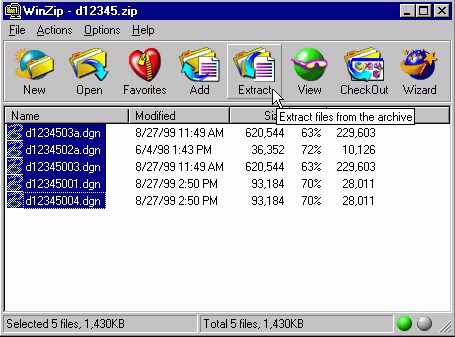 WinZip - d12345.zip
File Actions Options Help
New Open Favorites Add Extract View CheckOut Wizard
Name Modified Siz
Extract files from the archive
d1234503a.dgn 8/27/99 11:49 AM 620,544 63% 229,603
d1234502a.dgn 6/4/98 1:43 PM 36,352 72% 10,126
d12345003.dgn 8/27/99 11:49 AM 620,544 63% 229,603
d12345001.dgn 8/27/99 2:50 PM 93,184 70% 28,011
d12345004.dgn 8/27/99 2:50 PM 93,184 70% 28,011
Selected 5 files, 1,430KB Total 5 files, 1,430KB